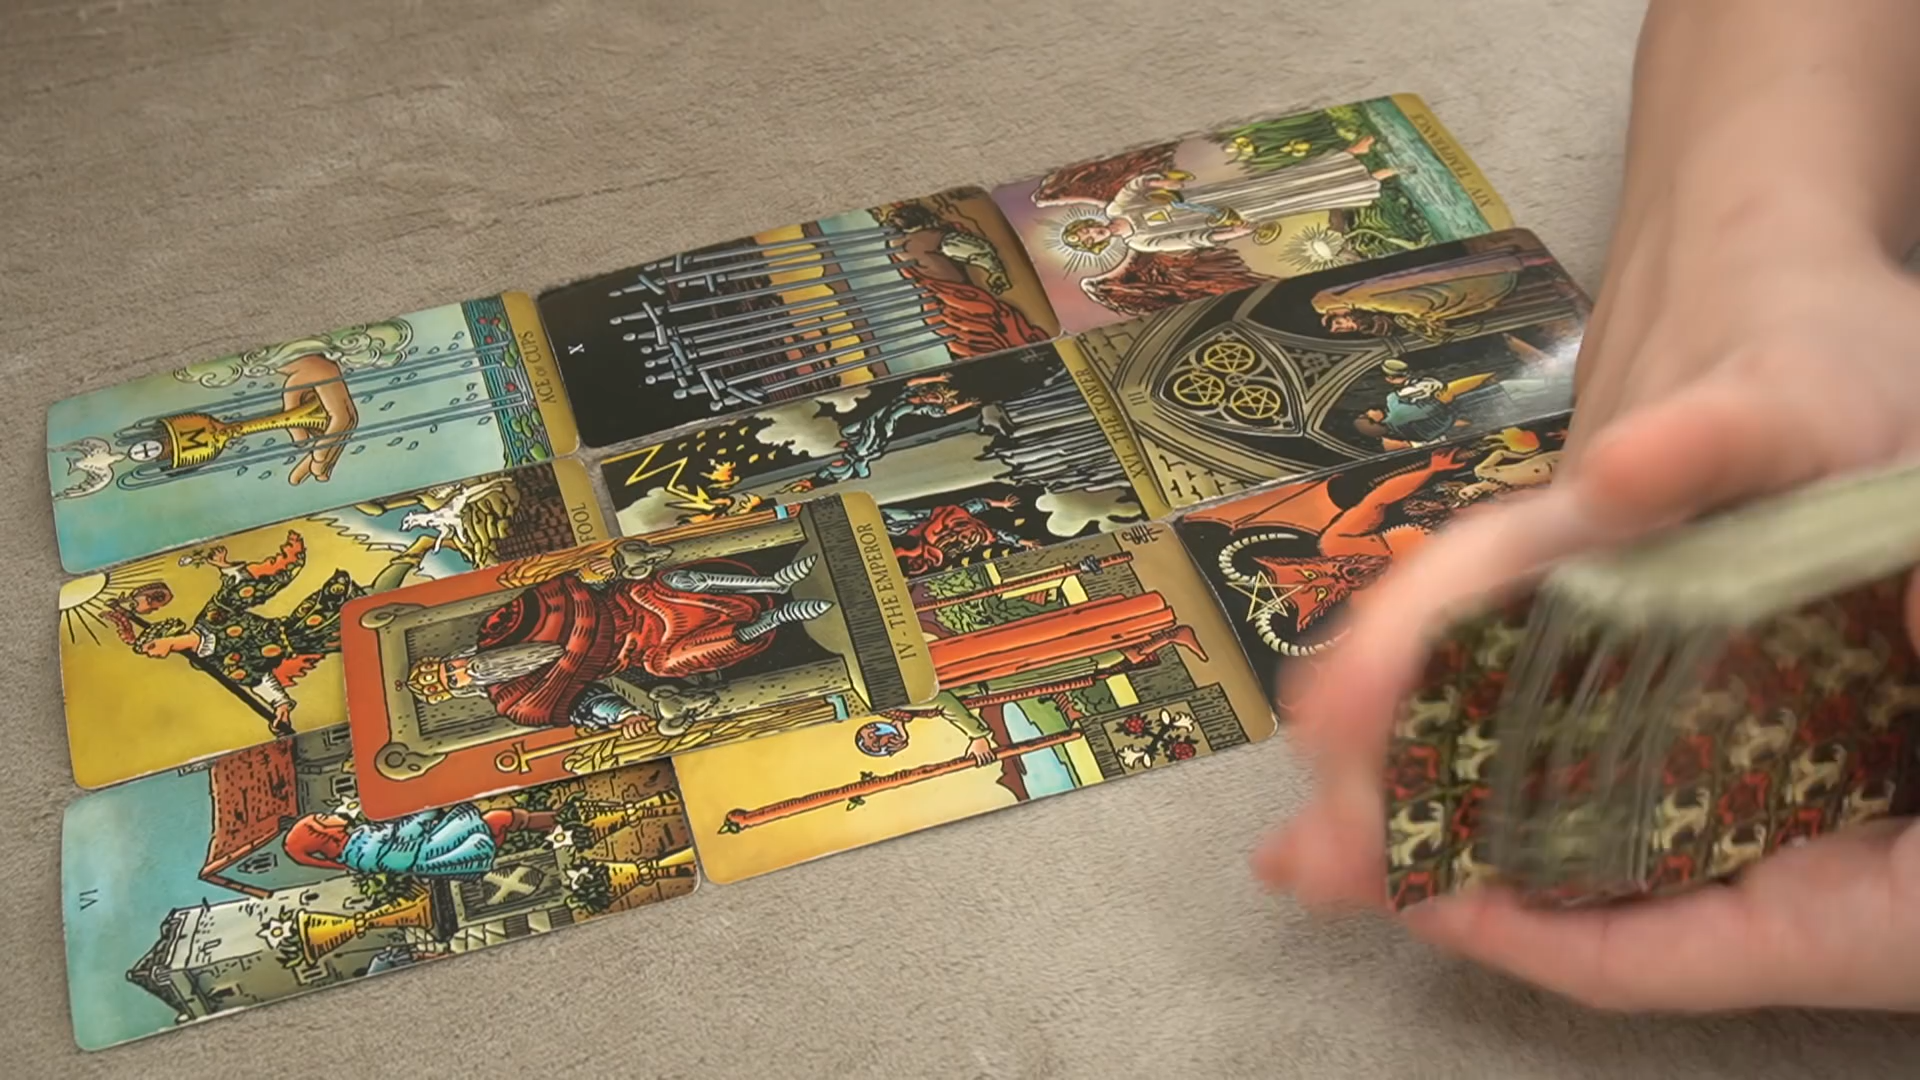 XIV TEMPERANCE
ACE OF CUPS
X
XVI - THE TOWER
III
FOOL
IV - THE EMPEROR
VI